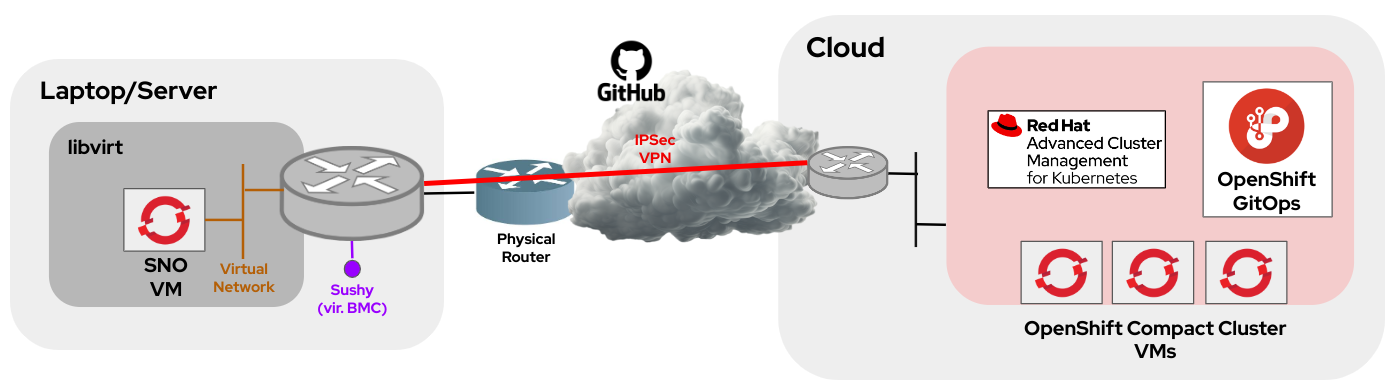 Laptop/Server
libvirt
SNO
VM
Virtual
Network
Sushy
(vir. BMC)
Physical
Router
GitHub
IPSec
VPN
Cloud
Red Hat
Advanced Cluster
Management
for Kubernetes
OpenShift
GitOps
OpenShift Compact Cluster
VMs